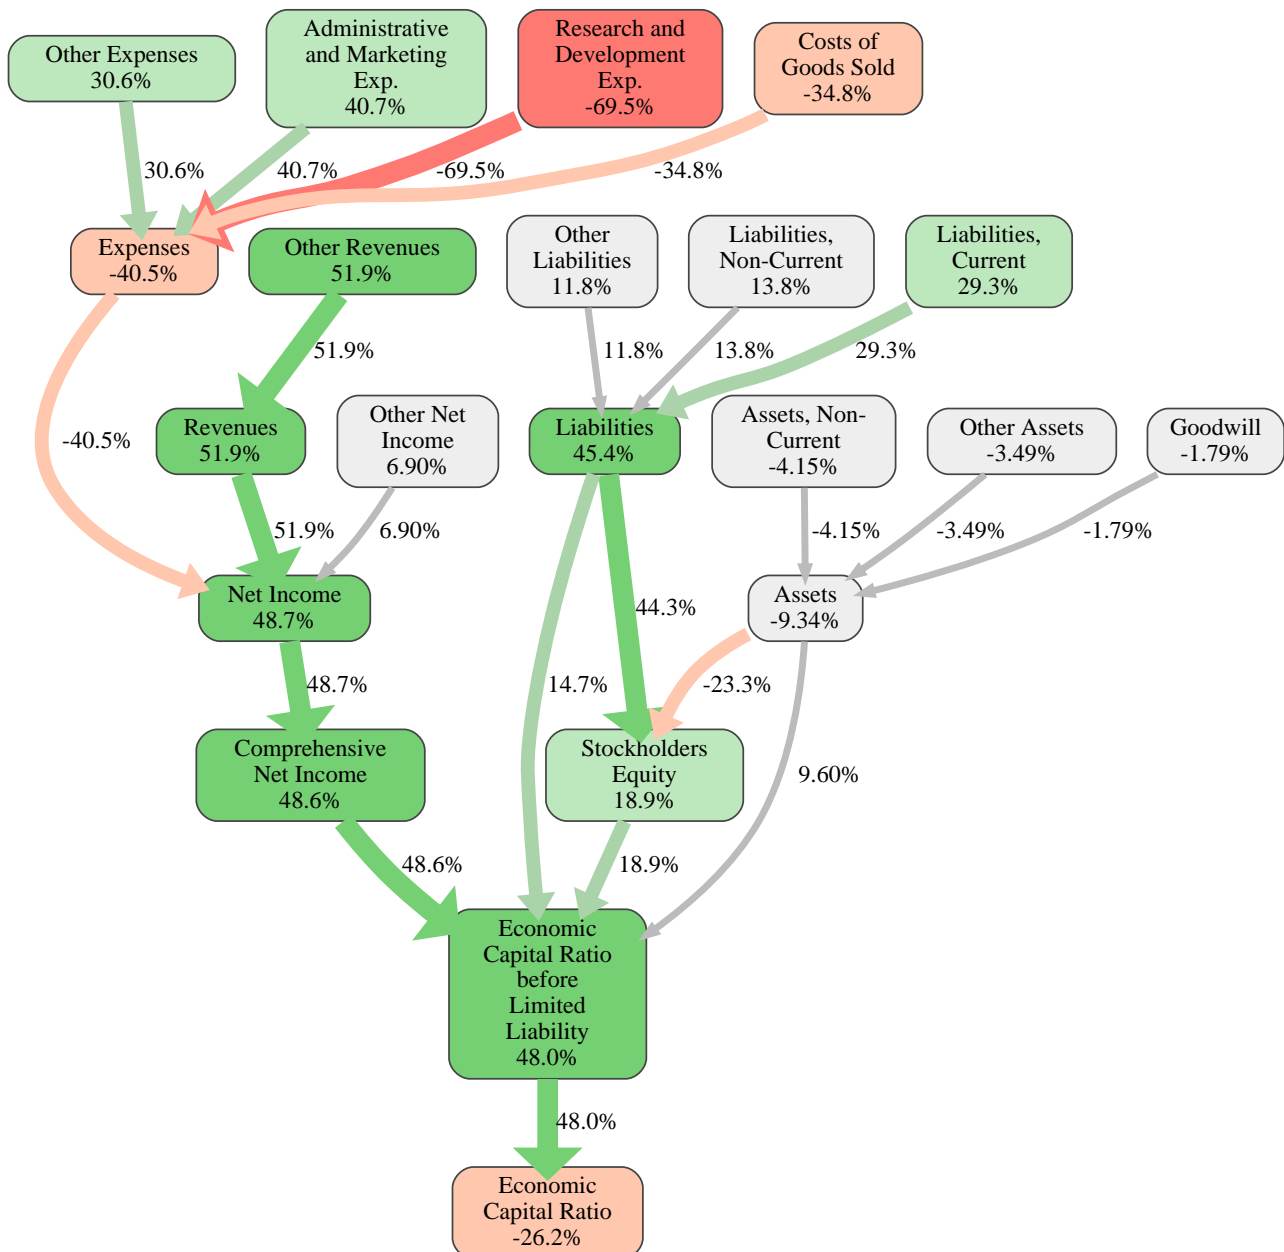 Other Expenses
30.6%
Administrative
and Marketing
Exp.
40.7%
Research and
Development
Exp.
-69.5%
Costs of
Goods Sold
-34.8%
30.6%
40.7%
-69.5%
-34.8%
Expenses
-40.5%
Other Revenues
51.9%
Other
Liabilities
11.8%
Liabilities,
Non-Current
13.8%
Liabilities,
Current
29.3%
51.9%
11.8%
13.8%
29.3%
-40.5%
Revenues
51.9%
Other Net
Income
6.90%
Liabilities
45.4%
Assets, Non-
Current
-4.15%
Other Assets
-3.49%
Goodwill
-1.79%
51.9%
6.90%
-4.15%
-3.49%
-1.79%
Net Income
48.7%
44.3%
Assets
-9.34%
48.7%
14.7%
-23.3%
Comprehensive
Net Income
48.6%
Stockholders
Equity
18.9%
9.60%
48.6%
18.9%
Economic
Capital Ratio
before
Limited
Liability
48.0%
48.0%
Economic
Capital Ratio
-26.2%